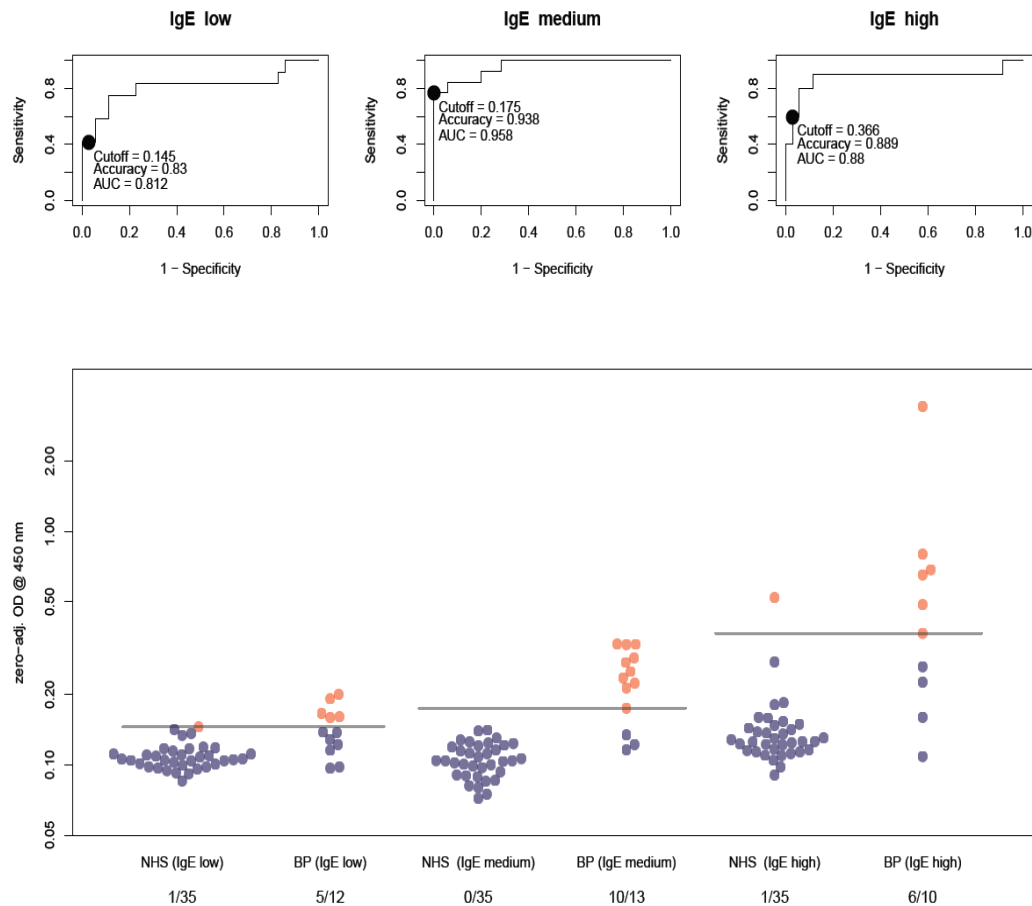 IgE low
IgE medium
IgE high
Sensitivity
0.8
0.4
0.0
Cutoff = 0.145
Accuracy = 0.83
AUC = 0.812
0.0 0.2 0.4 0.6 0.8 1.0
1 − Specificity
Sensitivity
0.8
0.4
0.0
Cutoff = 0.175
Accuracy = 0.938
AUC = 0.958
0.0 0.2 0.4 0.6 0.8 1.0
1 − Specificity
Sensitivity
0.8
0.4
0.0
Cutoff = 0.366
Accuracy = 0.889
AUC = 0.88
0.0 0.2 0.4 0.6 0.8 1.0
1 − Specificity
zero−adj. OD @ 450 nm
2.00
1.00
0.50
0.20
0.10
0.05
NHS (IgE low) BP (IgE low) NHS (IgE medium) BP (IgE medium) NHS (IgE high) BP (IgE high)
1/35 5/12 0/35 10/13 1/35 6/10